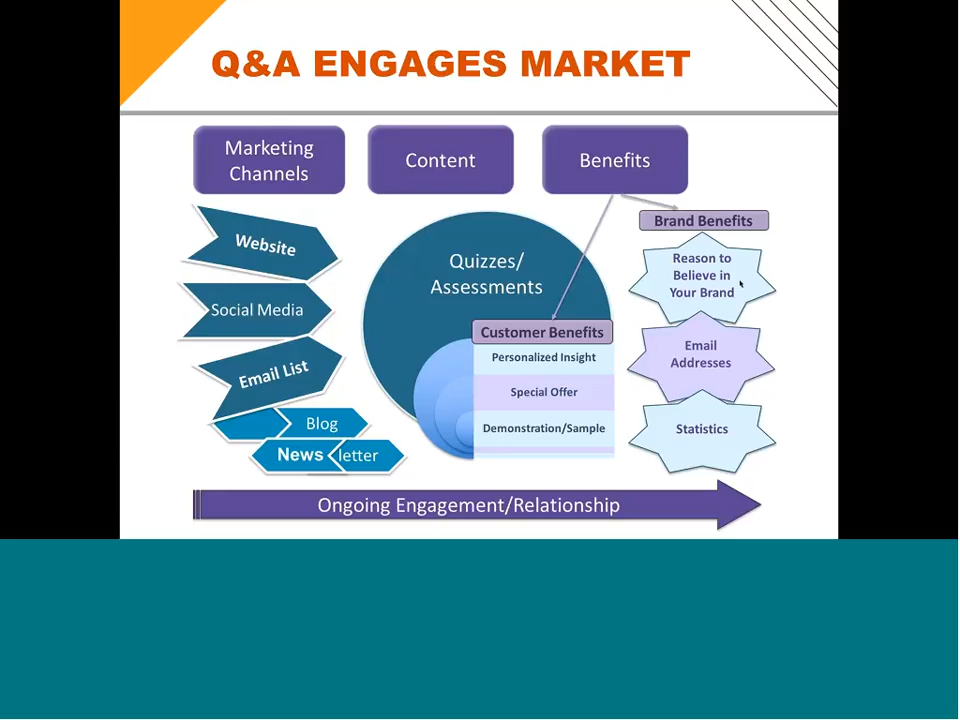 Q&A ENGAGES MARKET
Marketing
Channels
Content
Benefits
Website
Social Media
Email List
Blog
News letter
Quizzes/
Assessments
Customer Benefits
Personalized Insight
Special Offer
Demonstration/Sample
Brand Benefits
Reason to
Believe in
Your Brand
Email
Addresses
Statistics
Ongoing Engagement/Relationship